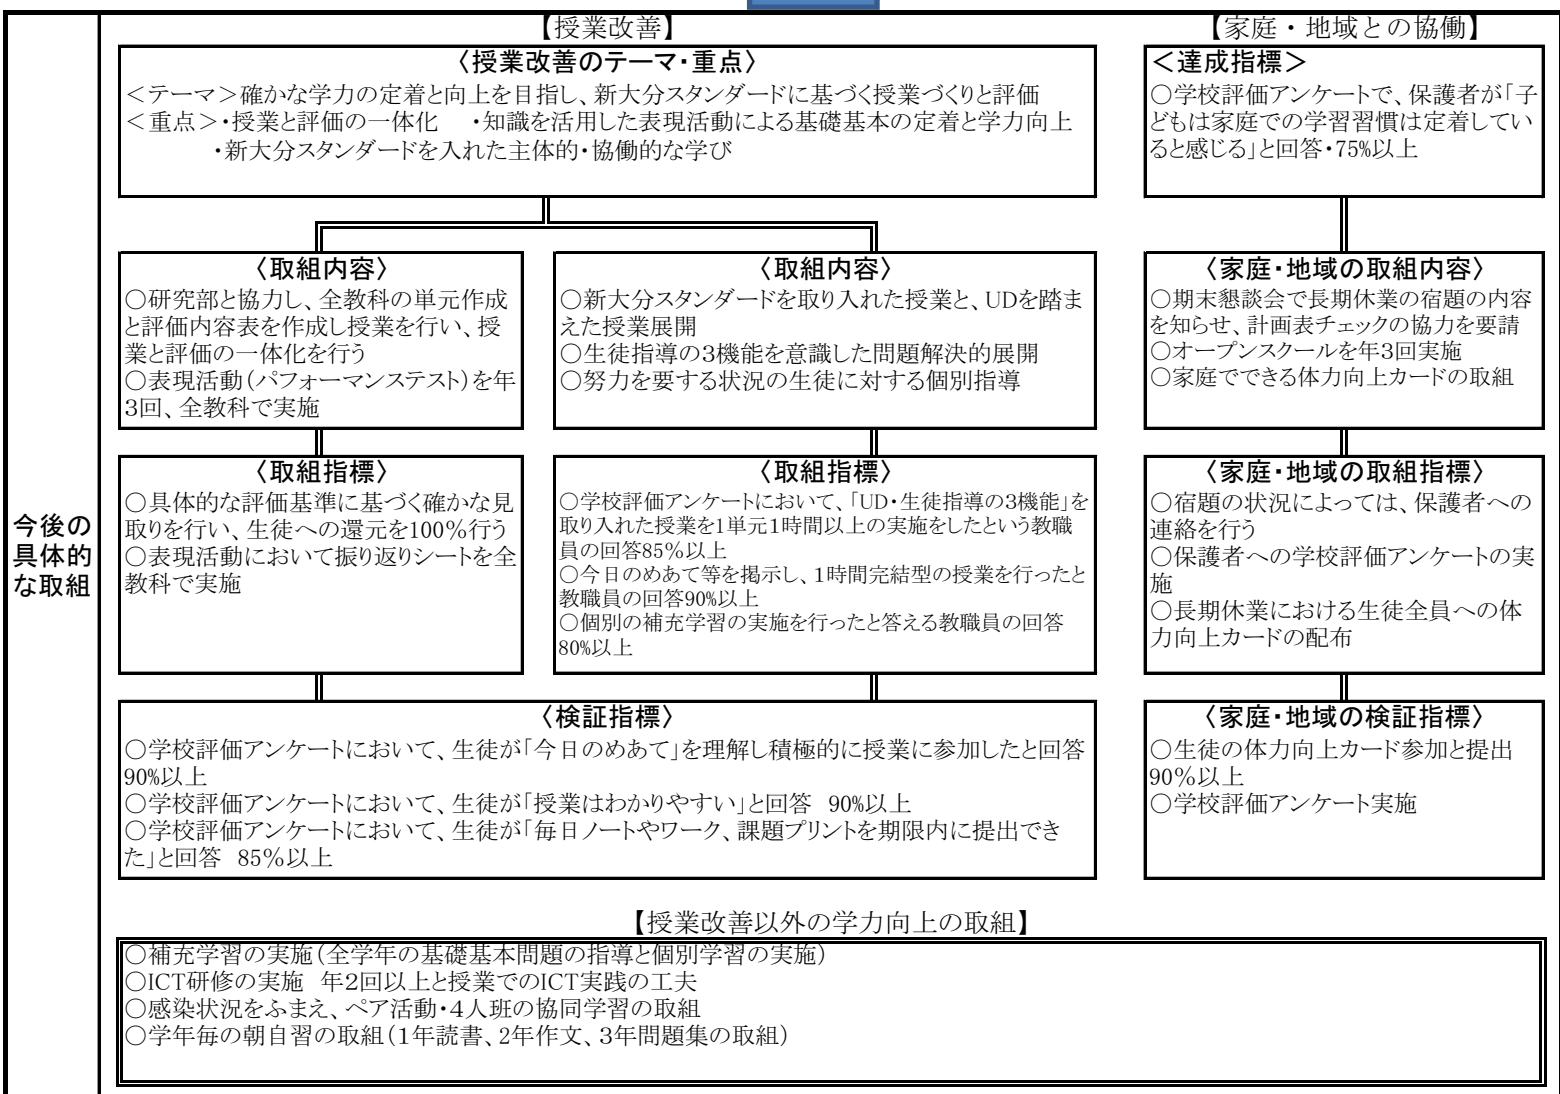 【授業改善】
〈授業改善のテーマ・重点〉
＜テーマ＞確かな学力の定着と向上を目指し、新大分スタンダードに基づく授業づくりと評価
＜重点＞・授業と評価の一体化　・知識を活用した表現活動による基礎基本の定着と学力向上
・新大分スタンダードを入れた主体的・協働的な学び
【家庭・地域との協働】
＜達成指標＞
○学校評価アンケートで、保護者が「子
どもは家庭での学習習慣は定着してい
ると感じる」と回答・75%以上
今後の
具体的
な取組
〈取組内容〉
○研究部と協力し、全教科の単元作成
と評価内容表を作成し授業を行い、授
業と評価の一体化を行う
○表現活動（パフォーマンステスト）を年
３回、全教科で実施
〈取組内容〉
○新大分スタンダードを取り入れた授業と、UDを踏ま
えた授業展開
○生徒指導の３機能を意識した問題解決的展開
○努力を要する状況の生徒に対する個別指導
〈家庭・地域の取組内容〉
○期末懇談会で長期休業の宿題の内容
を知らせ、計画表チェックの協力を要請
○オープンスクールを年３回実施
○家庭でできる体力向上カードの取組
〈取組指標〉
○具体的な評価基準に基づく確かな見
取りを行い、生徒への還元を100％行う
○表現活動において振り返りシートを全
教科で実施
〈取組指標〉
○学校評価アンケートにおいて、「UD・生徒指導の３機能」を
取り入れた授業を1単元１時間以上の実施をしたという教職
員の回答85％以上
○今日のめあて等を掲示し、１時間完結型の授業を行ったと
教職員の回答90%以上
○個別の補充学習の実施を行ったと答える教職員の回答
80%以上
〈家庭・地域の取組指標〉
○宿題の状況によっては、保護者への
連絡を行う
○保護者への学校評価アンケートの実
施
○長期休業における生徒全員への体
力向上カードの配布
〈検証指標〉
○学校評価アンケートにおいて、生徒が「今日のめあて」を理解し積極的に授業に参加したと回答
90%以上
○学校評価アンケートにおいて、生徒が「授業はわかりやすい」と回答　90%以上
○学校評価アンケートにおいて、生徒が「毎日ノートやワーク、課題プリントを期限内に提出でき
た」と回答　85％以上
〈家庭・地域の検証指標〉
○生徒の体力向上カード参加と提出
90％以上
○学校評価アンケート実施
【授業改善以外の学力向上の取組】
○補充学習の実施（全学年の基礎基本問題の指導と個別学習の実施）
○ICT研修の実施　年２回以上と授業でのICT実践の工夫
○感染状況をふまえ、ペア活動・４人班の協同学習の取組
○学年毎の朝自習の取組（１年読書、2年作文、３年問題集の取組）